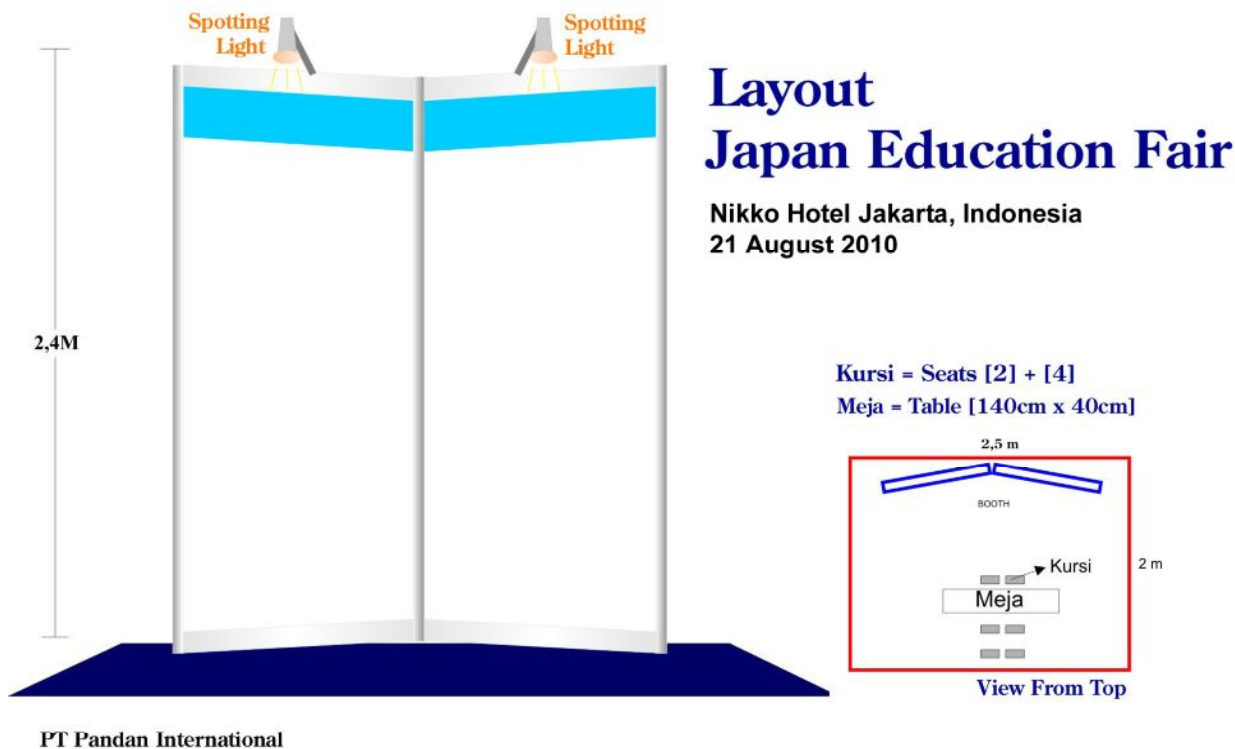 Spotting
Light
Spotting
Light
Layout
Japan Education Fair
Nikko Hotel Jakarta, Indonesia
21 August 2010
2,4M
Kursi = Seats [2] + [4]
Meja = Table [140cm x 40cm]
2,5 m
BOOTH
2 m
Kursi
Meja
View From Top
PT Pandan International